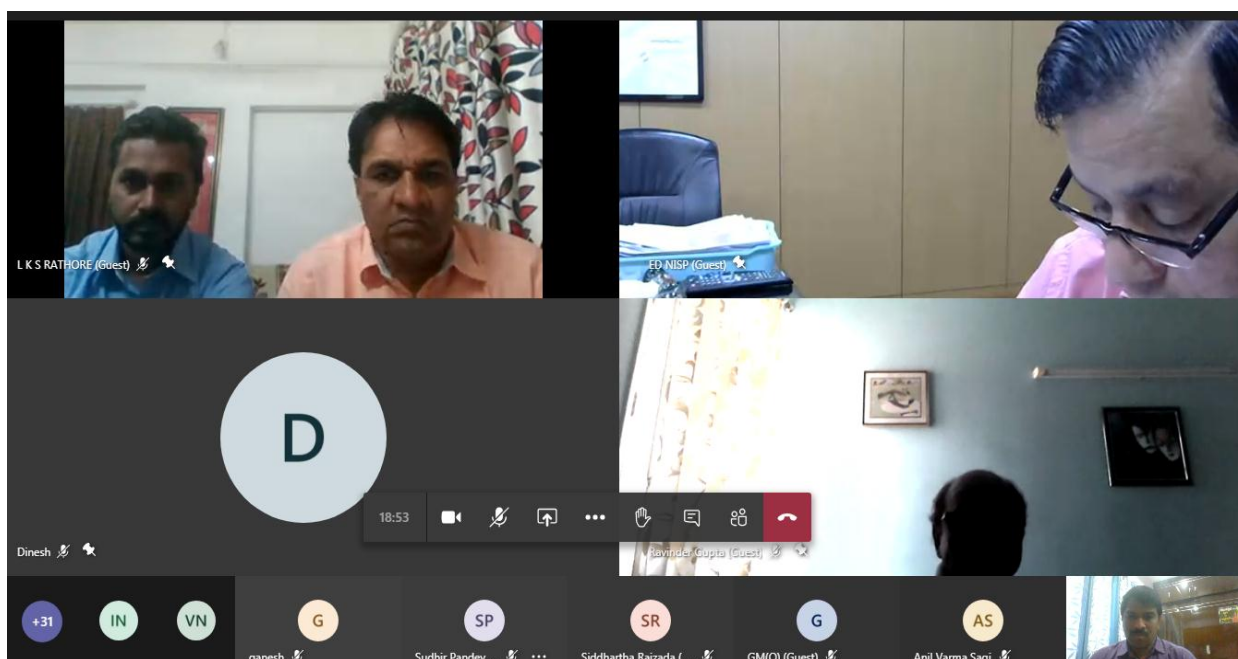 L K S RATHORE (Guest)
ED NISP (Guest)
D
18:53
Dinesh
Ravinder Gupta (Guest)
+31
IN
VN
G
SP
SR
G
AS
ganesh
Sudhir Pandey
...
Siddhartha Raizada (
GM(O) (Guest)
Anil Varma Sagi